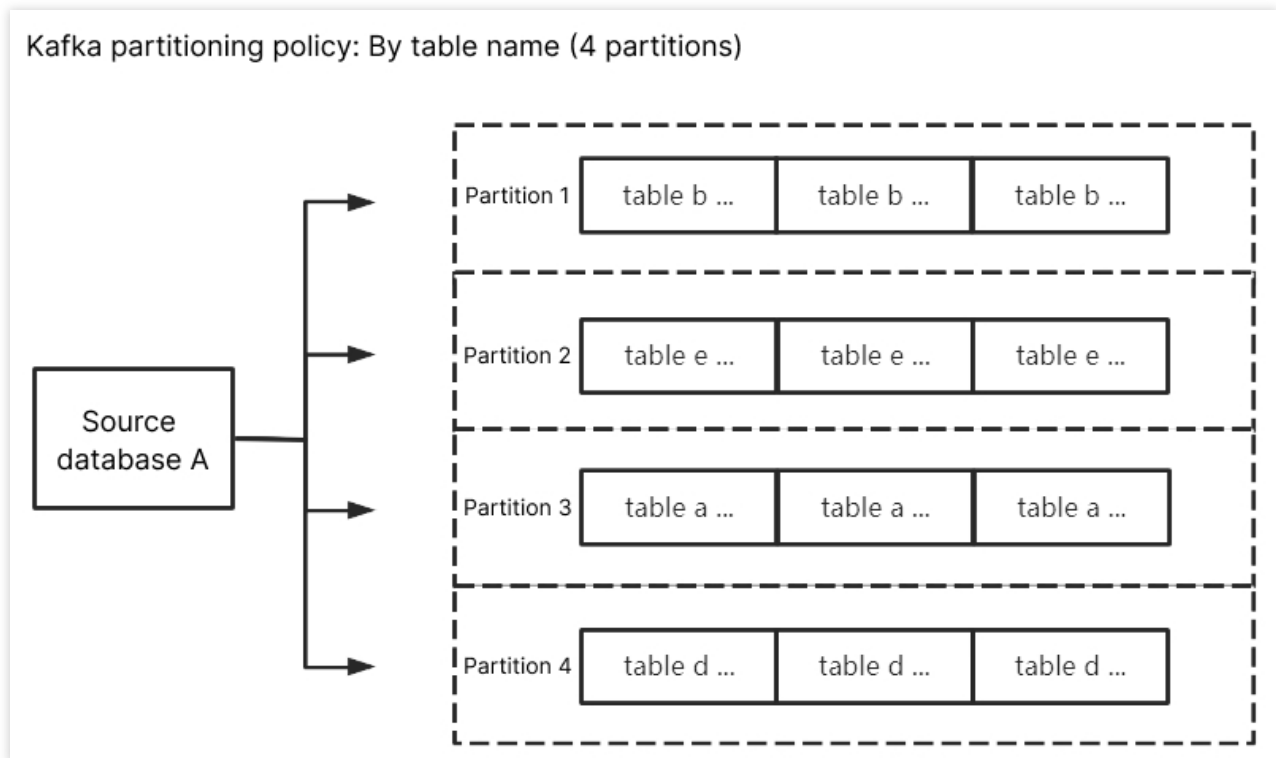 Kafka partitioning policy: By table name (4 partitions)
Partition 1 table b ... table b ... table b ...
Partition 2 table e ... table e ... table e ...
Source
database A
Partition 3 table a ... table a ... table a ...
Partition 4 table d ... table d ... table d ...